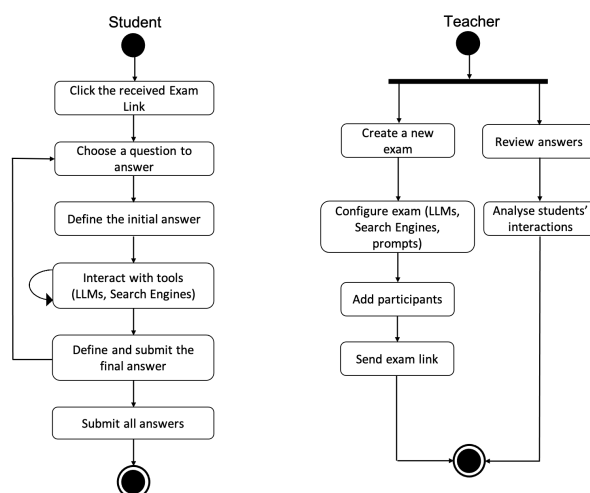 Student
Click the received Exam
Link
Choose a question to
answer
Define the initial answer
Interact with tools
(LLMs, Search Engines)
Define and submit the
final answer
Submit all answers
Teacher
Create a new
exam
Configure exam (LLMs,
Search Engines,
prompts)
Add participants
Send exam link
Review answers
Analyse students’
interactions